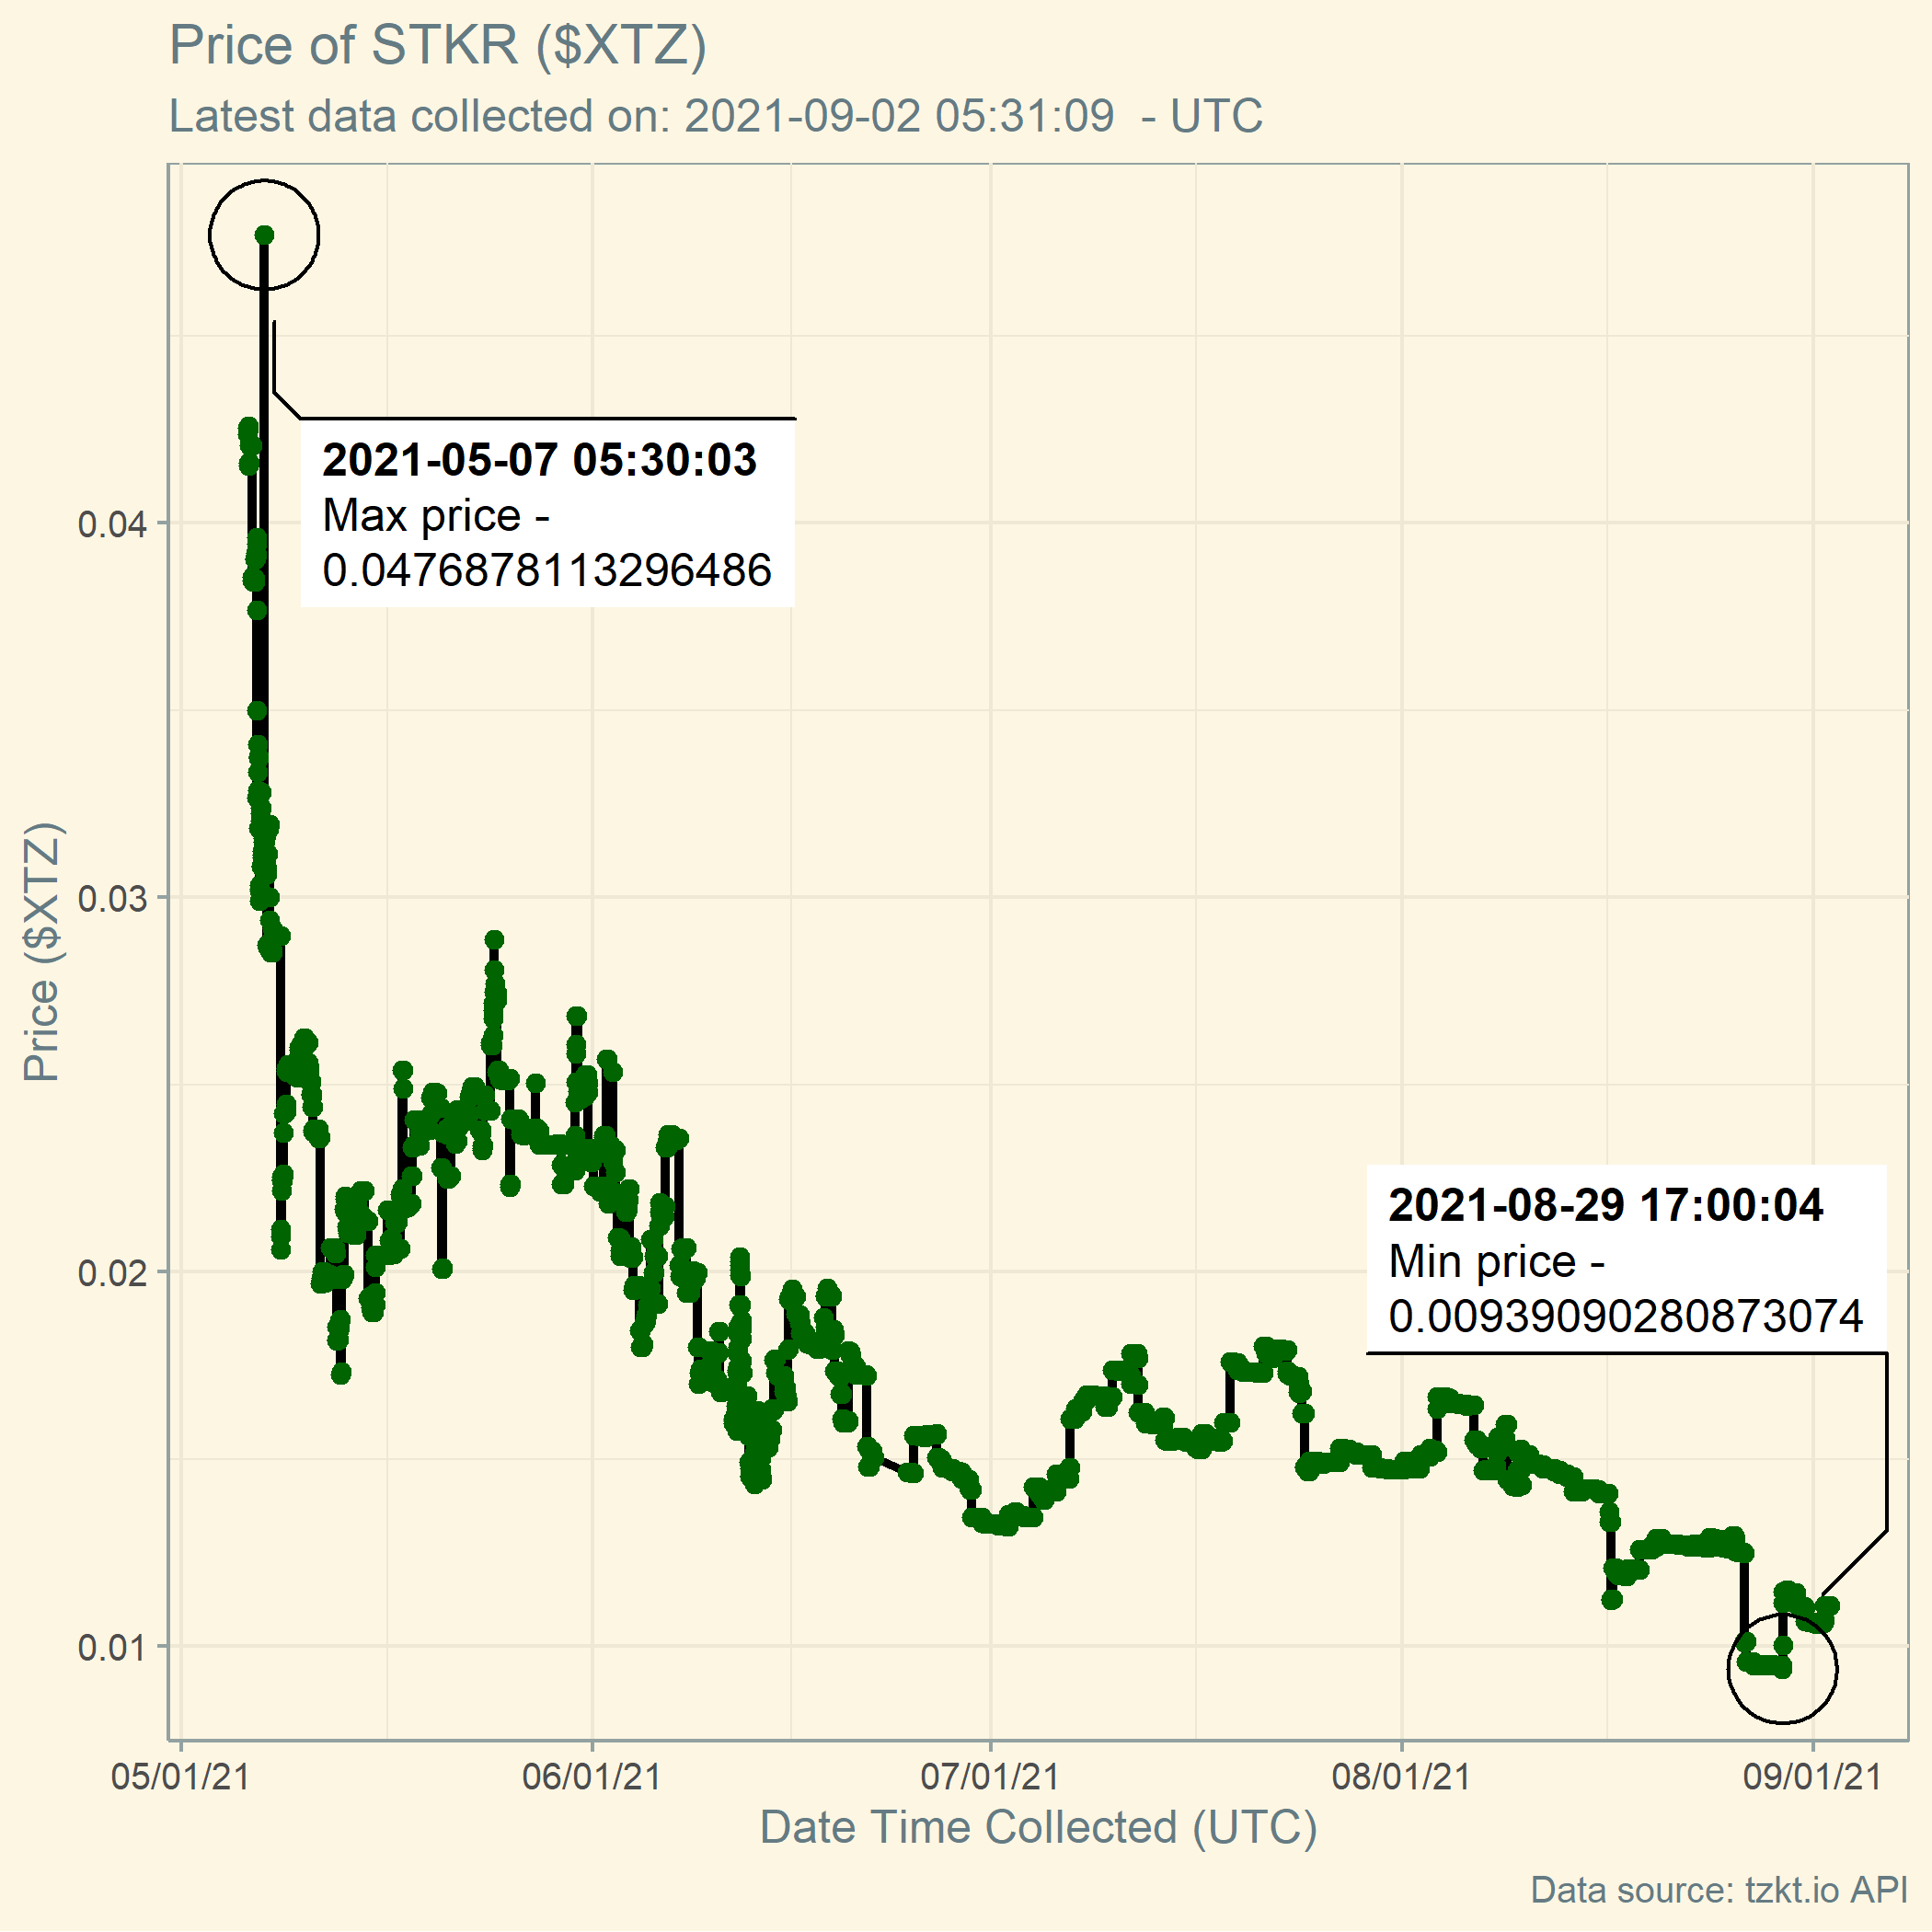 Price of STKR ($XTZ)
Latest data collected on: 2021-09-02 05:31:09  - UTC
2021-05-07 05:30:03
Max price -
0.0476878113296486
0.04
0.03
0.02
0.01
Price ($XTZ)
2021-08-29 17:00:04
Min price -
0.00939090280873074
05/01/21
06/01/21
07/01/21
08/01/21
09/01/21
Date Time Collected (UTC)
Data source: tzkt.io API